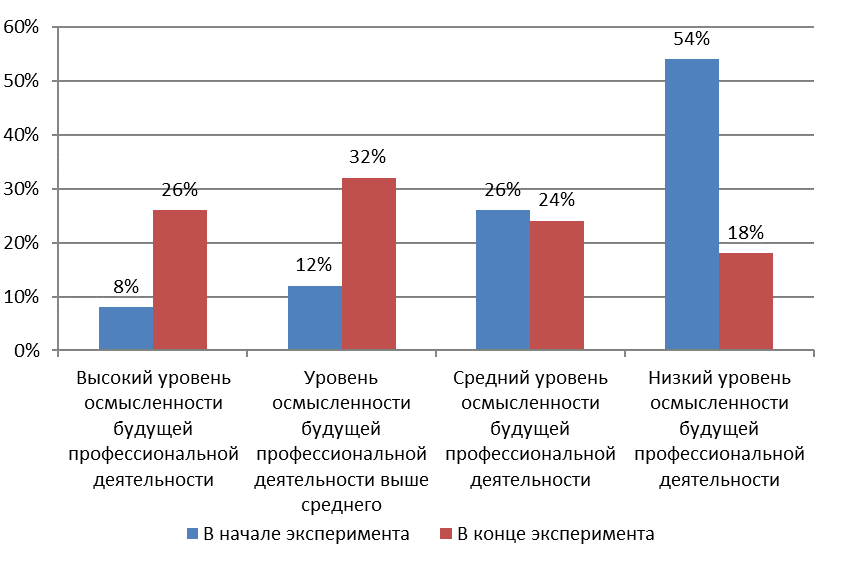 60%
50%
40%
30%
20%
10%
0%
8%
26%
12%
32%
26%
24%
54%
18%
Высокий уровень
осмысленности
будущей
профессиональной
деятельности
Уровень
осмысленности
будущей
профессиональной
деятельности выше
среднего
Средний уровень
осмысленности
будущей
профессиональной
деятельности
Низкий уровень
осмысленности
будущей
профессиональной
деятельности
В начале эксперимента
В конце эксперимента